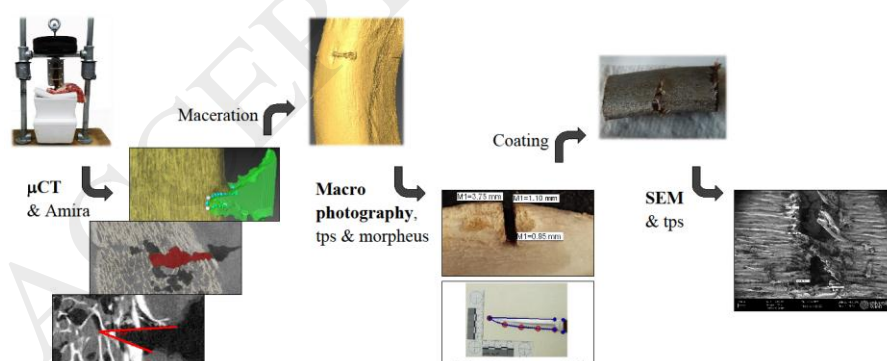 Maceration
Coating
μCT
& Amira
Macro
photography,
tps & morpheus
SEM
& tps
M1=3.75 mm
M1=1.10 mm
M1=0.85 mm
ACCEPT